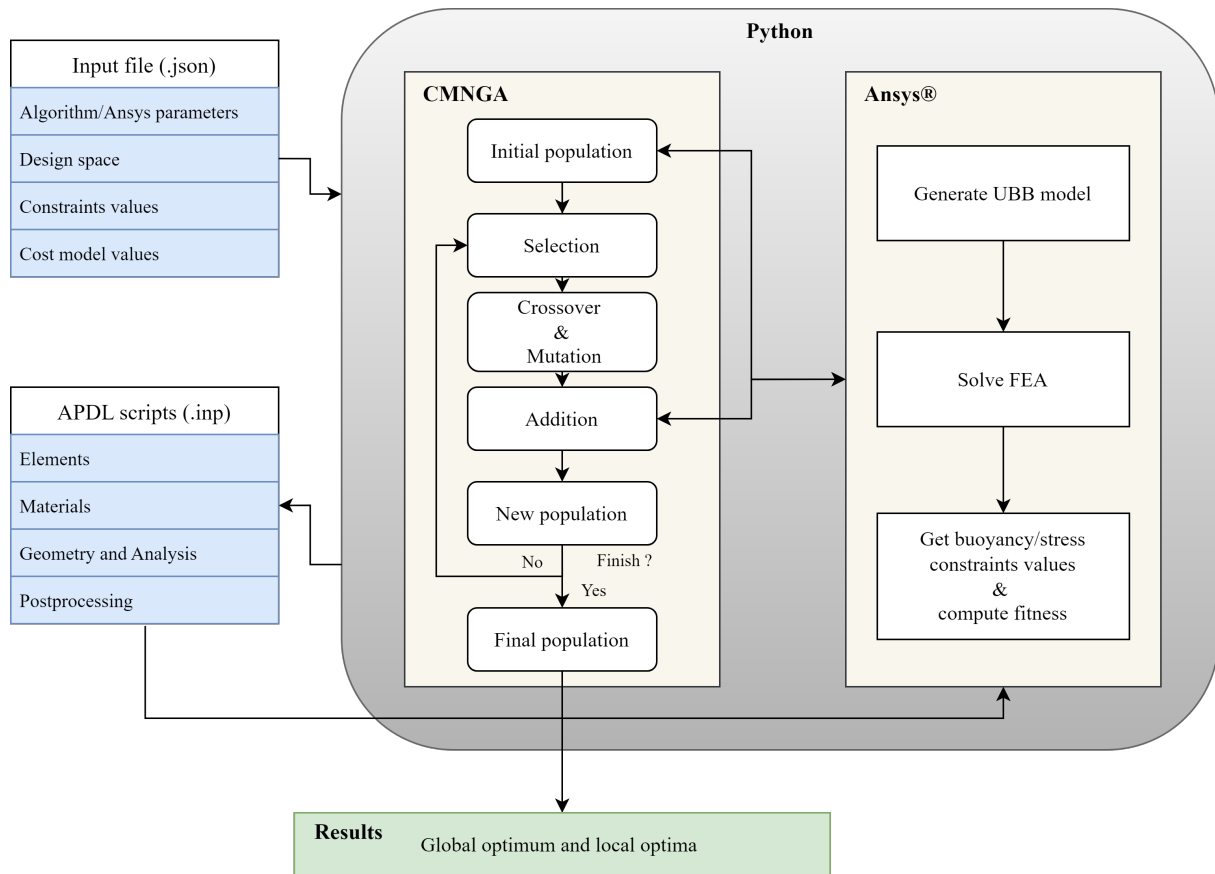 Python
Input file (.json)
Algorithm/Ansys parameters
Design space
Constraints values
Cost model values
APDL scripts (.inp)
Elements
Materials
Geometry and Analysis
Postprocessing
CMNGA
Initial population
Selection
Crossover
&
Mutation
Addition
New population
No
Finish ?
Yes
Final population
Ansys®
Generate UBB model
Solve FEA
Get buoyancy/stress
constraints values
&
compute fitness
Results
Global optimum and local optima